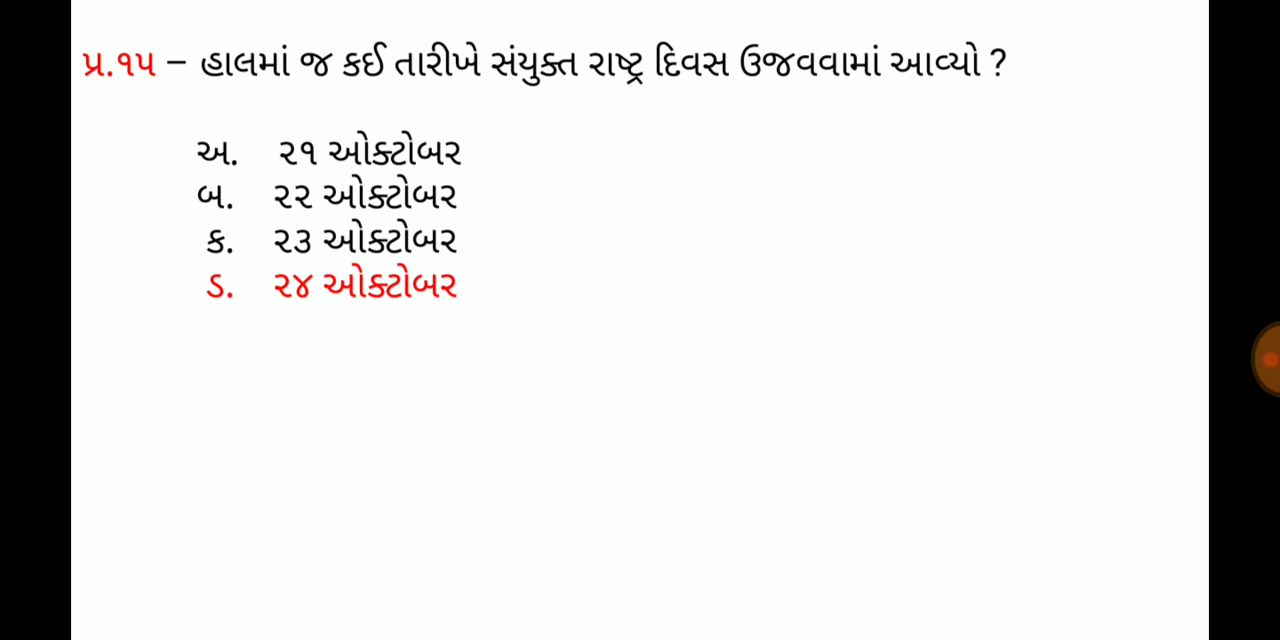 પ્ર.૧૫ – હાલમાં જ કઈ તારીખે સંયુક્ત રાષ્ટ્ર દિવસ ઉજવવામાં આવ્યો ?
અ. ૨૧ ઓક્ટોબર
બ. ૨૨ ઓક્ટોબર
ક. ૨૩ ઓક્ટોબર
ડ. ૨૪ ઓક્ટોબર